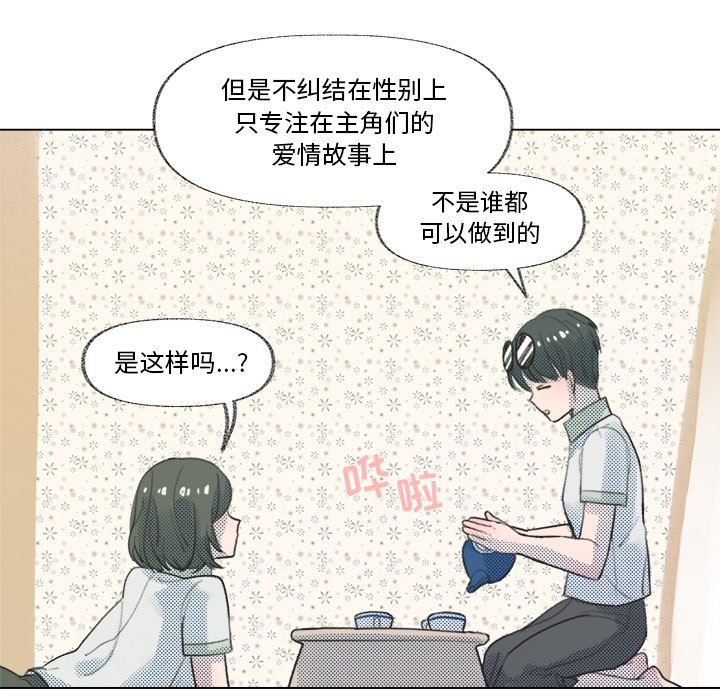 但是不纠结在性别上
只专注在主角们的
爱情故事上
不是谁都
可以做到的
是这样吗...?
哗啦